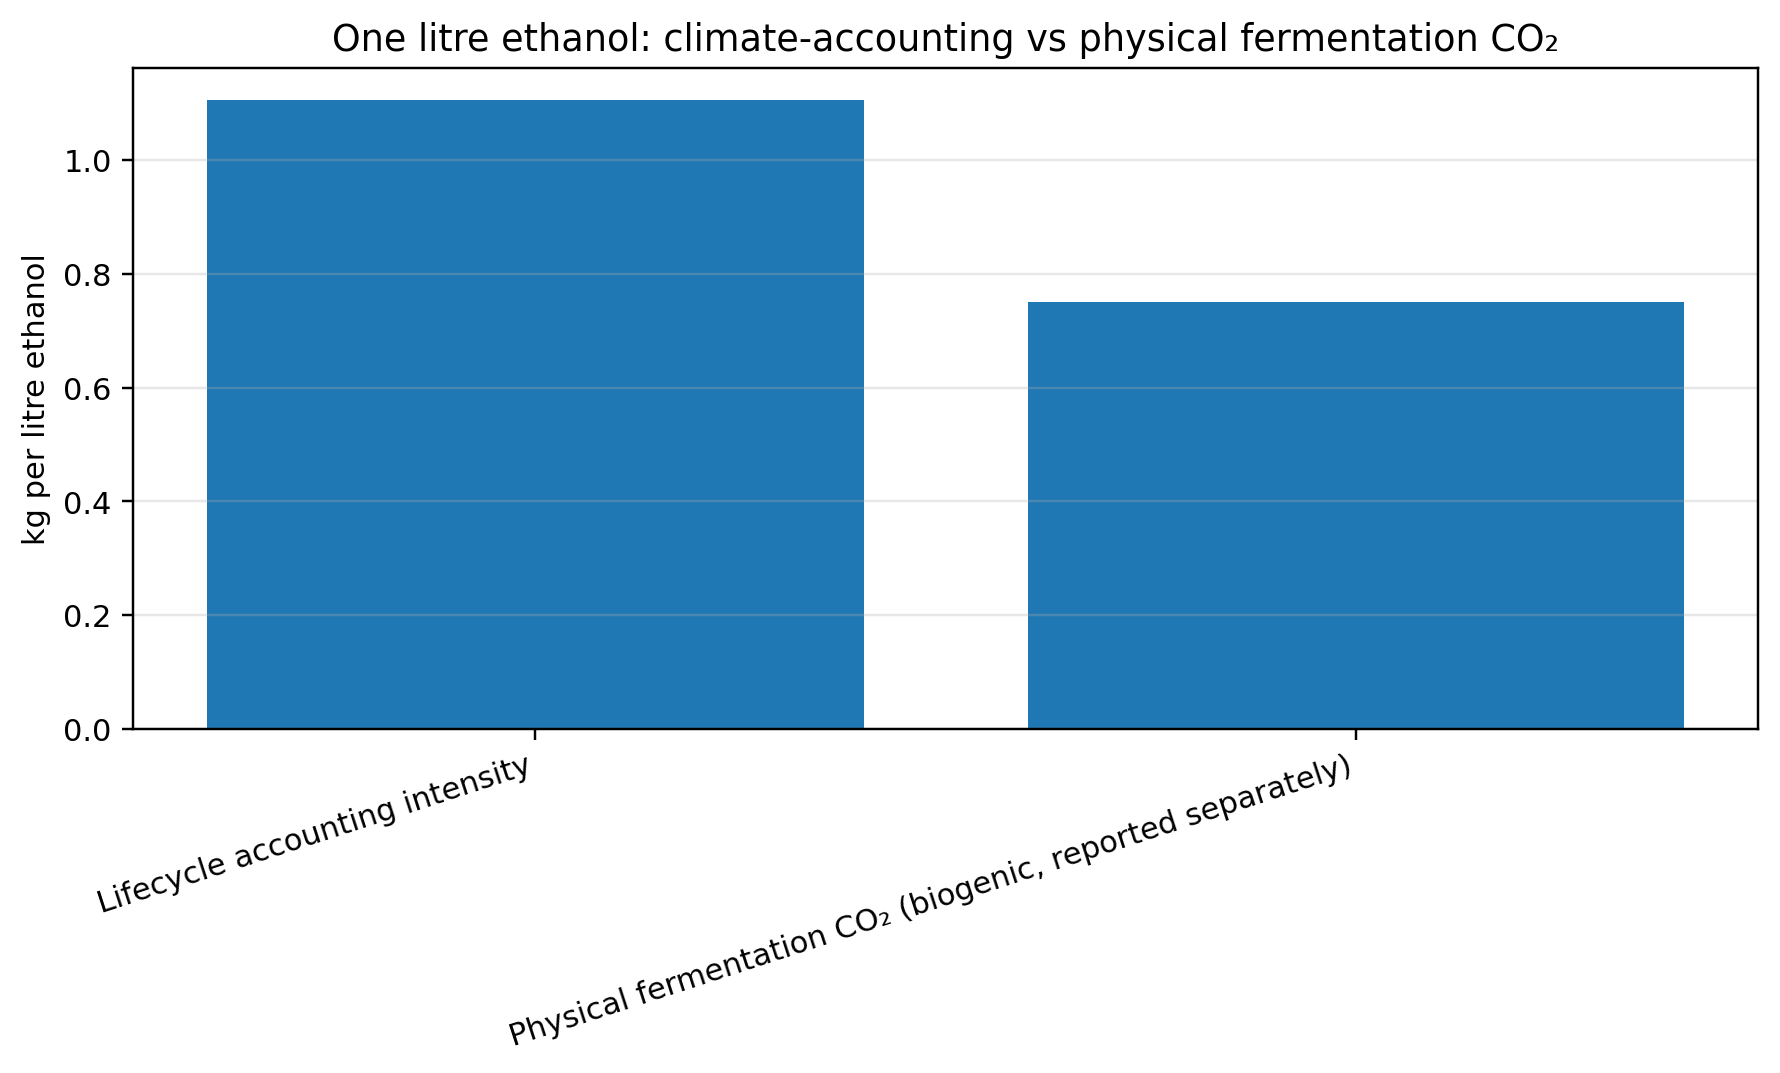 One litre ethanol: climate-accounting vs physical fermentation CO₂
kg per litre ethanol
1.0
0.8
0.6
0.4
0.2
0.0
Lifecycle accounting intensity
Physical fermentation CO₂ (biogenic, reported separately)